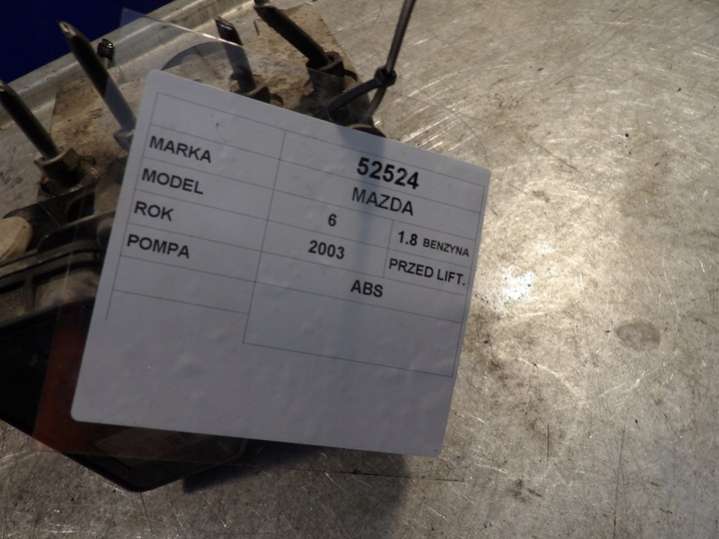 52524
MARKA MAZDA
MODEL 6 1.8 BENZYNA
ROK 2003 PRZED LIFT.
POMPA ABS